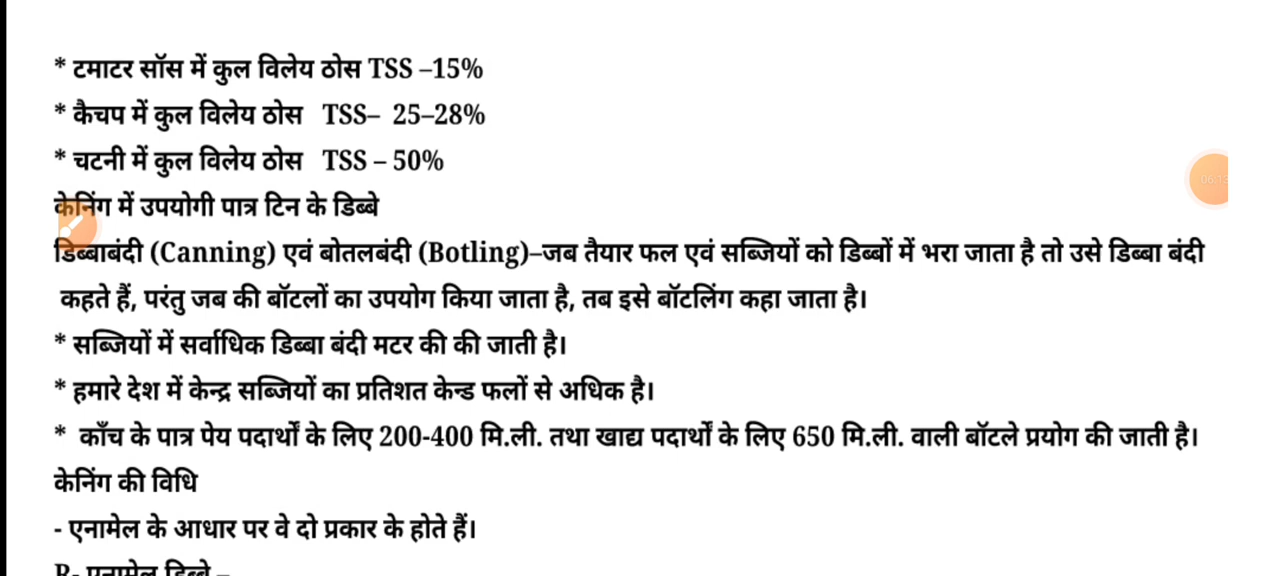 * टमाटर सॉस में कुल विलेय ठोस TSS –15%
* कैचप में कुल विलेय ठोस TSS– 25–28%
* चटनी में कुल विलेय ठोस TSS – 50%
केनिंग में उपयोगी पात्र टिन के डिब्बे
डिब्बाबंदी (Canning) एवं बोतलबंदी (Botling)–जब तैयार फल एवं सब्जियों को डिब्बों में भरा जाता है तो उसे डिब्बा बंदी
कहते हैं, परंतु जब की बॉटलों का उपयोग किया जाता है, तब इसे बॉटलिंग कहा जाता है।
* सब्जियों में सर्वाधिक डिब्बा बंदी मटर की की जाती है।
* हमारे देश में केन्द्र सब्जियों का प्रतिशत केन्ड फलों से अधिक है।
* काँच के पात्र पेय पदार्थों के लिए 200-400 मि.ली. तथा खाद्य पदार्थों के लिए 650 मि.ली. वाली बॉटले प्रयोग की जाती है।
केनिंग की विधि
- एनामेल के आधार पर वे दो प्रकार के होते हैं।
R- एनामेल डिब्बे –